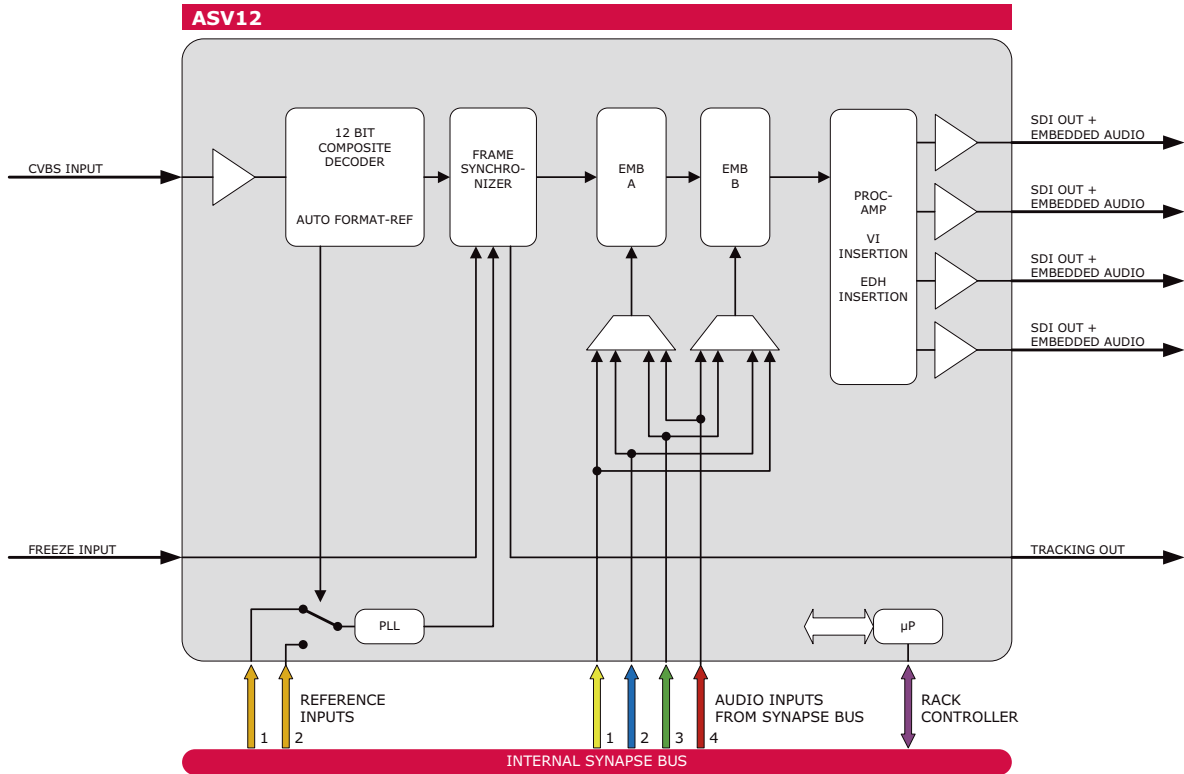 ASV12
12 BIT
COMPOSITE
DECODER
AUTO FORMAT-REF
FRAME
SYNCHRO-
NIZER
EMB
A
EMB
B
PROC-
AMP
VI
INSERTION
EDH
INSERTION
CVBS INPUT
SDI OUT +
EMBEDDED AUDIO
SDI OUT +
EMBEDDED AUDIO
SDI OUT +
EMBEDDED AUDIO
SDI OUT +
EMBEDDED AUDIO
FREEZE INPUT
TRACKING OUT
PLL
µP
REFERENCE
INPUTS
1
2
1
2
3
4
AUDIO INPUTS
FROM SYNAPSE BUS
RACK
CONTROLLER
INTERNAL SYNAPSE BUS